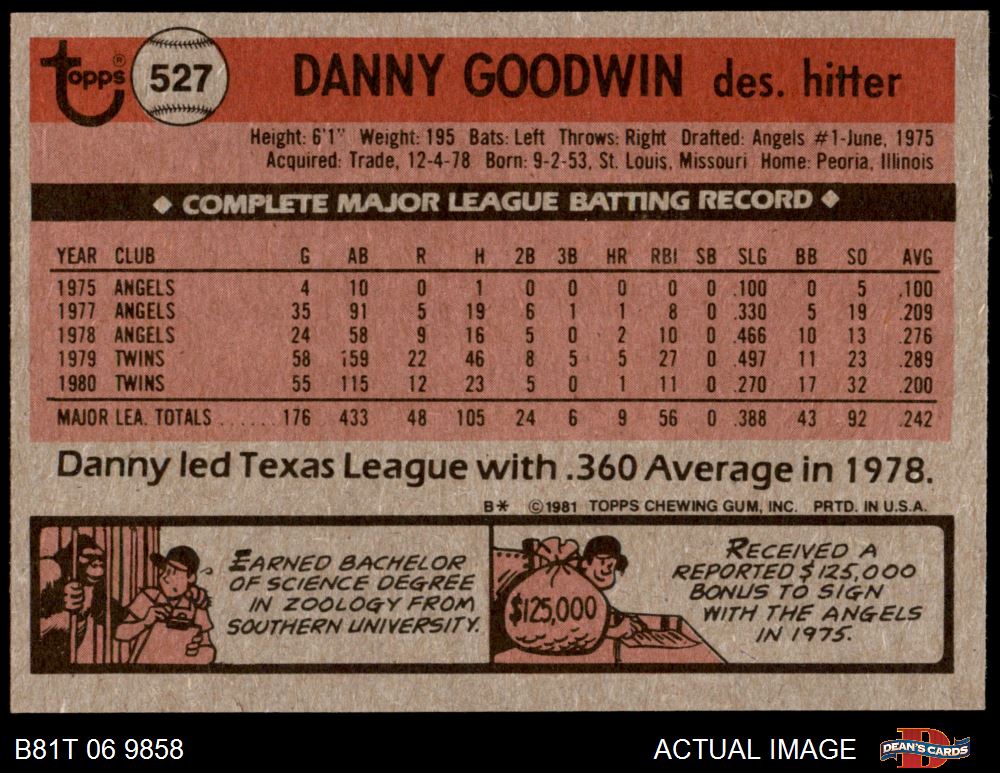 Topps® 527 DANNY GOODWIN des. hitter
Height: 6'1" Weight: 195 Bats: Left Throws: Right Drafted: Angels #1-June, 1975
Acquired: Trade, 12-4-78 Born: 9-2-53, St. Louis, Missouri Home: Peoria, Illinois
◆ COMPLETE MAJOR LEAGUE BATTING RECORD ◆
YEAR CLUB G AB R H 2B 3B HR RBI SB SLG BB SO AVG
1975 ANGELS 4 10 0 1 0 0 0 0 0 .100 0 5 .100
1977 ANGELS 35 91 5 19 6 1 1 8 0 .330 5 19 .209
1978 ANGELS 24 58 9 16 5 0 2 10 0 .466 10 13 .276
1979 TWINS 58 159 22 46 8 5 5 27 0 .497 11 23 .289
1980 TWINS 55 115 12 23 5 0 1 11 0 .270 17 32 .200
MAJOR LEA. TOTALS ...... 176 433 48 105 24 6 9 56 0 .388 43 92 .242
Danny led Texas League with .360 Average in 1978.
B* ©1981 TOPPS CHEWING GUM, INC. PRTD. IN U.S.A.
EARNED BACHELOR
OF SCIENCE DEGREE
IN ZOOLOGY FROM
SOUTHERN UNIVERSITY.
$125,000
RECEIVED A
REPORTED $125,000
BONUS TO SIGN
WITH THE ANGELS
IN 1975.
B81T 06 9858 ACTUAL IMAGE DEAN'S CARDS